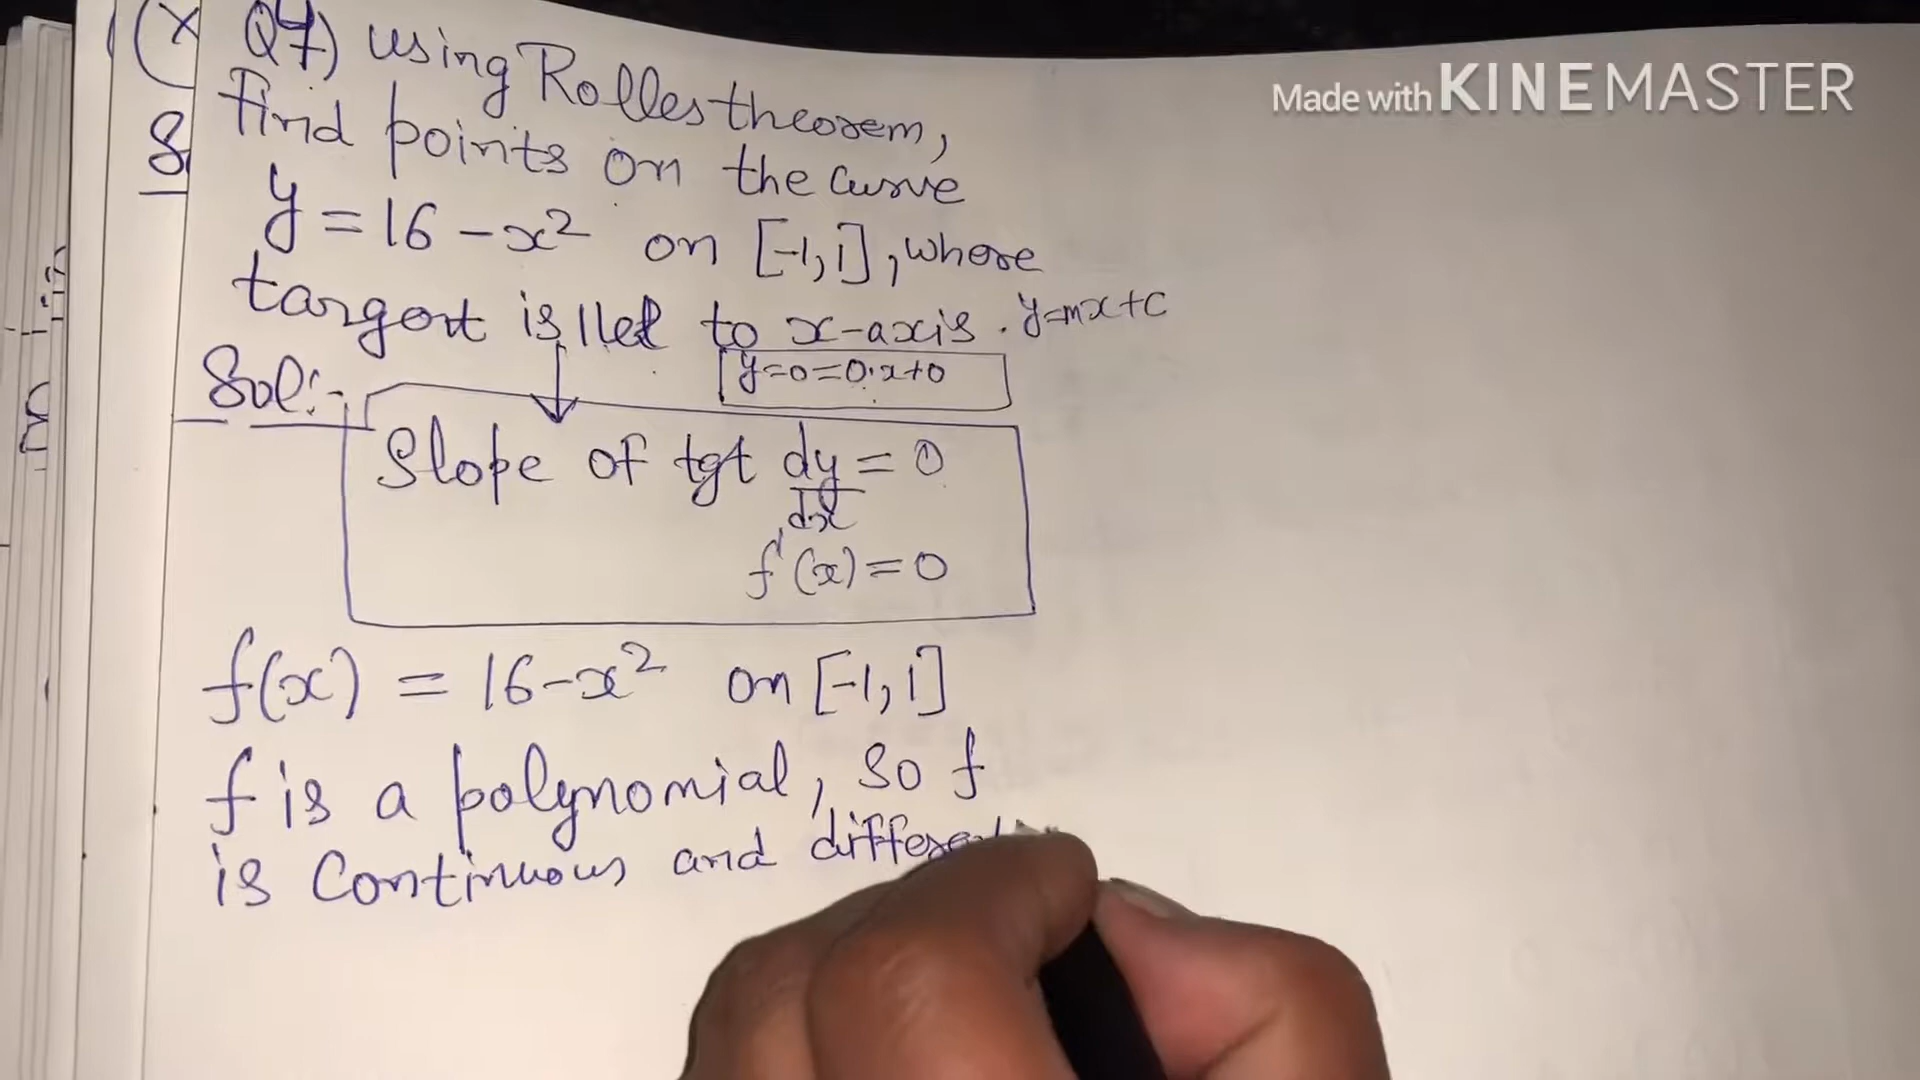 Q7) Using Rolles theorem,
find points on the curve
y = 16 - x² on [-1, 1], where
tangent is ||el to x-axis. y=mx+c
y=0=0.x+0
Sol:-
Slope of tgt dy/dx = 0
f'(x) = 0
f(x) = 16-x² on [-1, 1]
f is a polynomial, so f
is Continuous and
Made with KINEMASTER